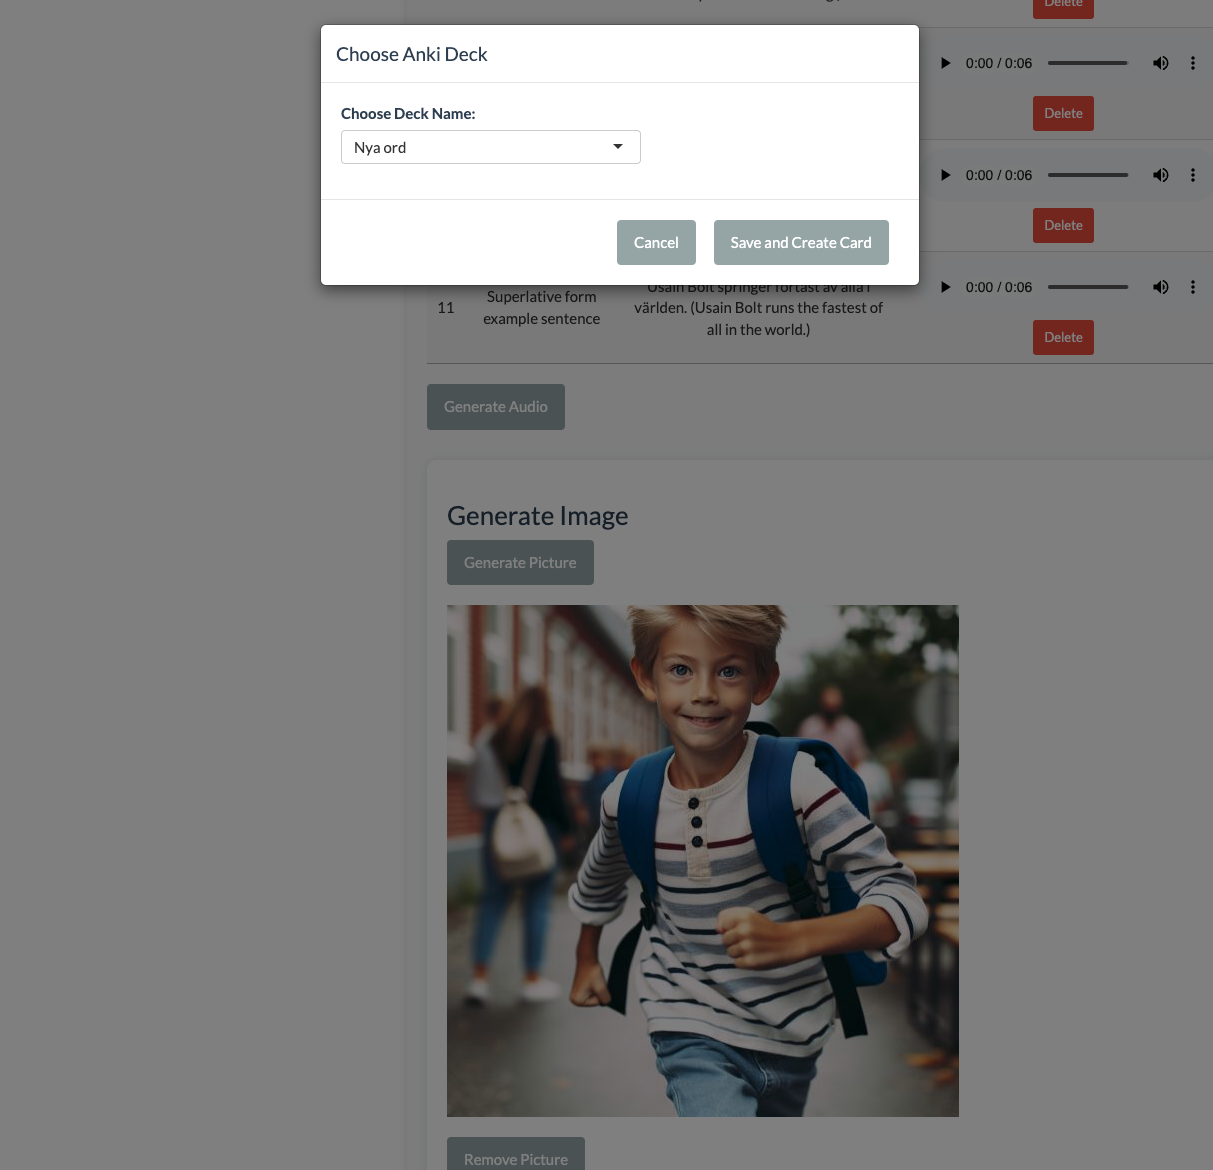 Delete
Choose Anki Deck
Choose Deck Name:
Nya ord
Cancel
Save and Create Card
0:00 / 0:06
Delete
0:00 / 0:06
Delete
11
Superlative form
example sentence
Usain Bolt springer fortast av alla i
världen. (Usain Bolt runs the fastest of
all in the world.)
0:00 / 0:06
Delete
Generate Audio
Generate Image
Generate Picture
Remove Picture